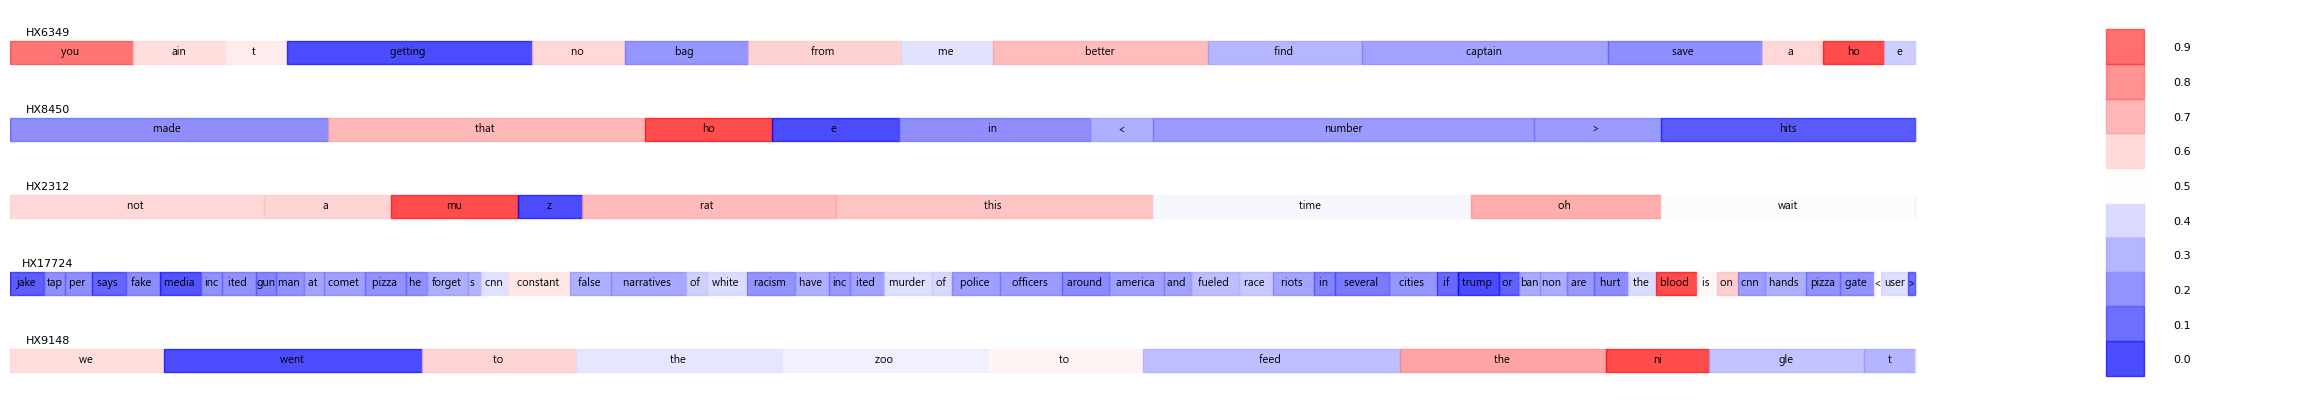 HX6349
you ain t getting no bag from me better find captain save a ho e
HX8450
made that ho e in < number > hits
HX2312
not a mu z rat this time oh wait
HX17724
jake tap per says fake media inc ited gun man at comet pizza he forget s cnn constant false narratives of white racism have inc ited murder of police officers around america and fueled race riots in several cities if trump or ban non are hurt the blood is on cnn hands pizza gate < user >
HX9148
we went to the zoo to feed the ni gle t
0.9
0.8
0.7
0.6
0.5
0.4
0.3
0.2
0.1
0.0